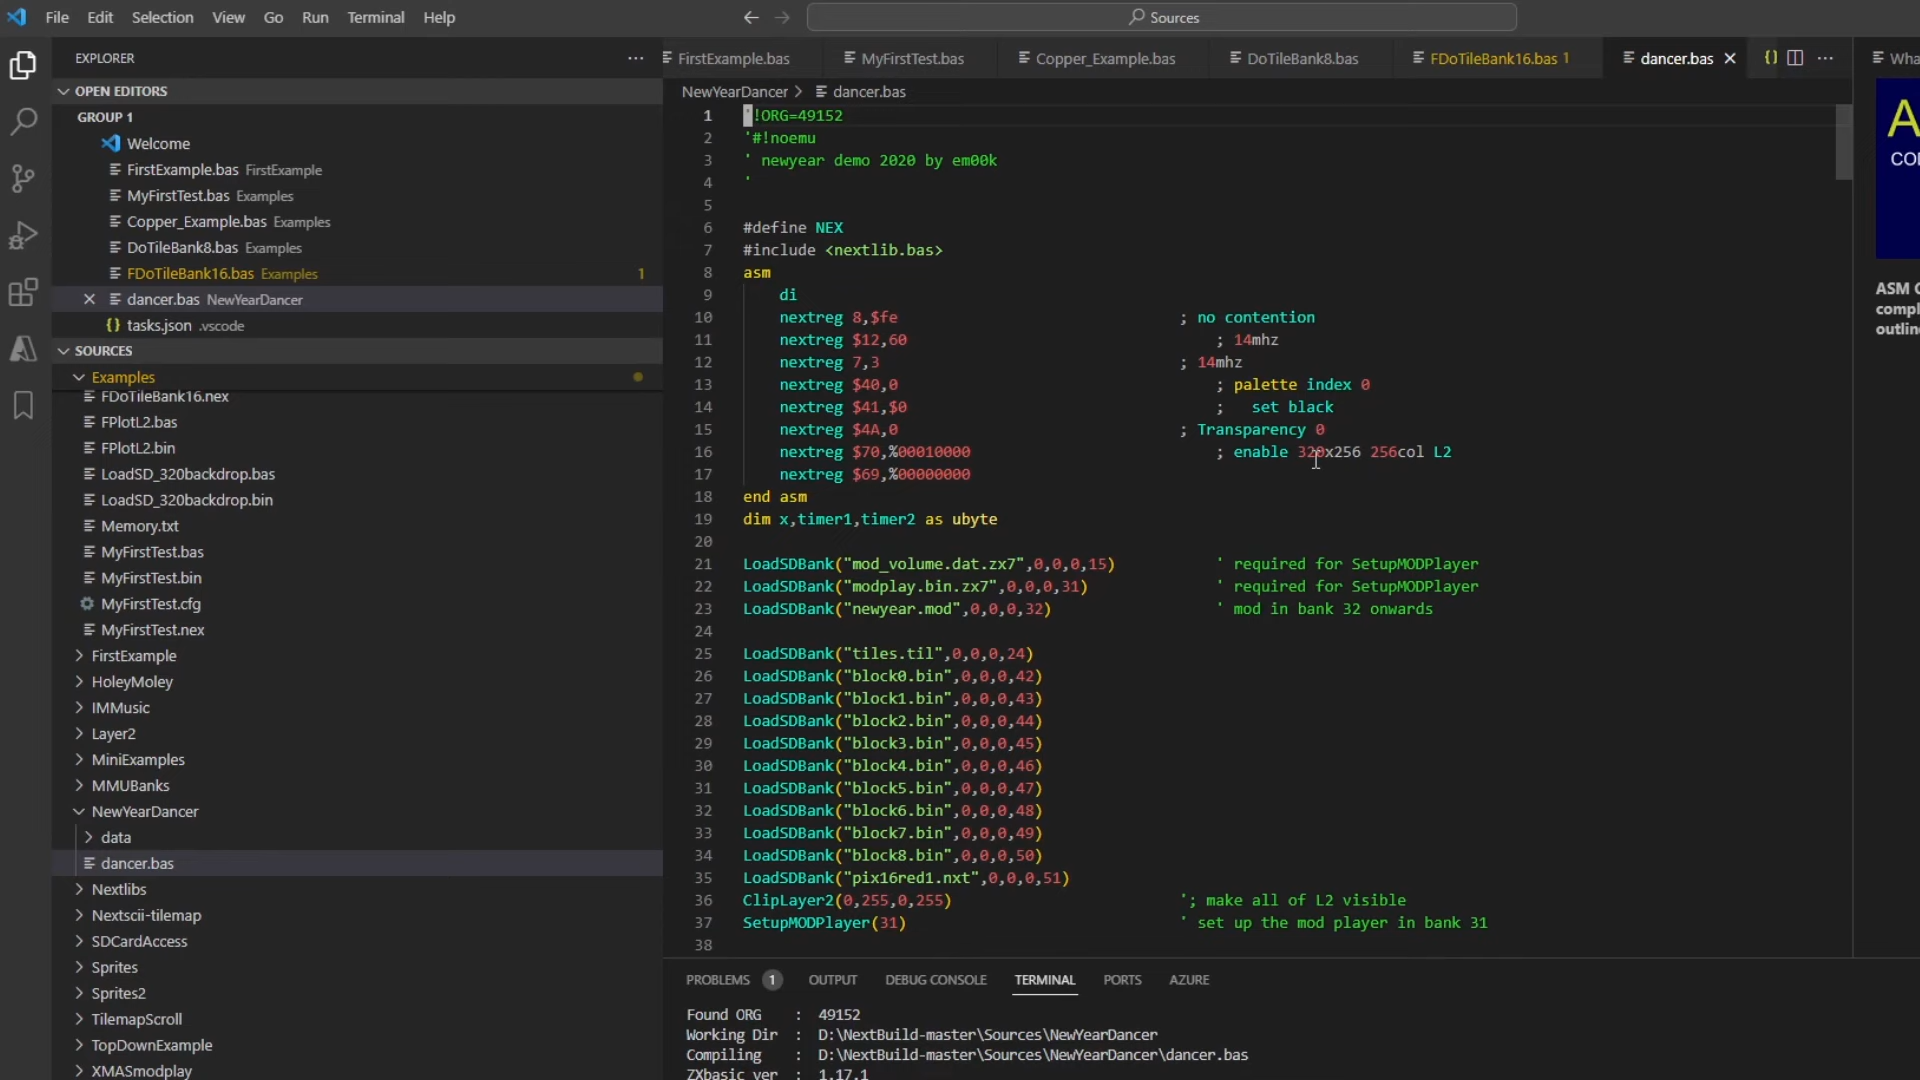 File Edit Selection View Go Run Terminal Help
Sources
EXPLORER
OPEN EDITORS
GROUP 1
Welcome
FirstExample.bas FirstExample
MyFirstTest.bas Examples
Copper_Example.bas Examples
DoTileBank8.bas Examples
FDoTileBank16.bas Examples 1
dancer.bas NewYearDancer
{} tasks.json .vscode
SOURCES
Examples
FDoTileBank16.nex
FPlotL2.bas
FPlotL2.bin
LoadSD_320backdrop.bas
LoadSD_320backdrop.bin
Memory.txt
MyFirstTest.bas
MyFirstTest.bin
MyFirstTest.cfg
MyFirstTest.nex
FirstExample
HoleyMoley
IMMusic
Layer2
MiniExamples
MMUBanks
NewYearDancer
data
dancer.bas
Nextlibs
Nextscii-tilemap
SDCardAccess
Sprites
Sprites2
TilemapScroll
TopDownExample
XMASmodplay
FirstExample.bas MyFirstTest.bas Copper_Example.bas DoTileBank8.bas FDoTileBank16.bas 1 dancer.bas {}
NewYearDancer > dancer.bas
1 '!ORG=49152
2 '#!noemu
3 ' newyear demo 2020 by em00k
4 '
5
6 #define NEX
7 #include <nextlib.bas>
8 asm
9 di
10 nextreg 8,$fe ; no contention
11 nextreg $12,60 ; 14mhz
12 nextreg 7,3 ; 14mhz
13 nextreg $40,0 ; palette index 0
14 nextreg $41,$0 ; set black
15 nextreg $4A,0 ; Transparency 0
16 nextreg $70,%00010000 ; enable 320x256 256col L2
17 nextreg $69,%00000000
18 end asm
19 dim x,timer1,timer2 as ubyte
20
21 LoadSDBank("mod_volume.dat.zx7",0,0,0,15) ' required for SetupMODPlayer
22 LoadSDBank("modplay.bin.zx7",0,0,0,31) ' required for SetupMODPlayer
23 LoadSDBank("newyear.mod",0,0,0,32) ' mod in bank 32 onwards
24
25 LoadSDBank("tiles.til",0,0,0,24)
26 LoadSDBank("block0.bin",0,0,0,42)
27 LoadSDBank("block1.bin",0,0,0,43)
28 LoadSDBank("block2.bin",0,0,0,44)
29 LoadSDBank("block3.bin",0,0,0,45)
30 LoadSDBank("block4.bin",0,0,0,46)
31 LoadSDBank("block5.bin",0,0,0,47)
32 LoadSDBank("block6.bin",0,0,0,48)
33 LoadSDBank("block7.bin",0,0,0,49)
34 LoadSDBank("block8.bin",0,0,0,50)
35 LoadSDBank("pix16red1.nxt",0,0,0,51)
36 ClipLayer2(0,255,0,255) '; make all of L2 visible
37 SetupMODPlayer(31) ' set up the mod player in bank 31
38
PROBLEMS 1 OUTPUT DEBUG CONSOLE TERMINAL PORTS AZURE
Found ORG : 49152
Working Dir : D:\NextBuild-master\Sources\NewYearDancer
Compiling : D:\NextBuild-master\Sources\NewYearDancer\dancer.bas
ZXbasic ver : 1.17.1
ASM
outlin